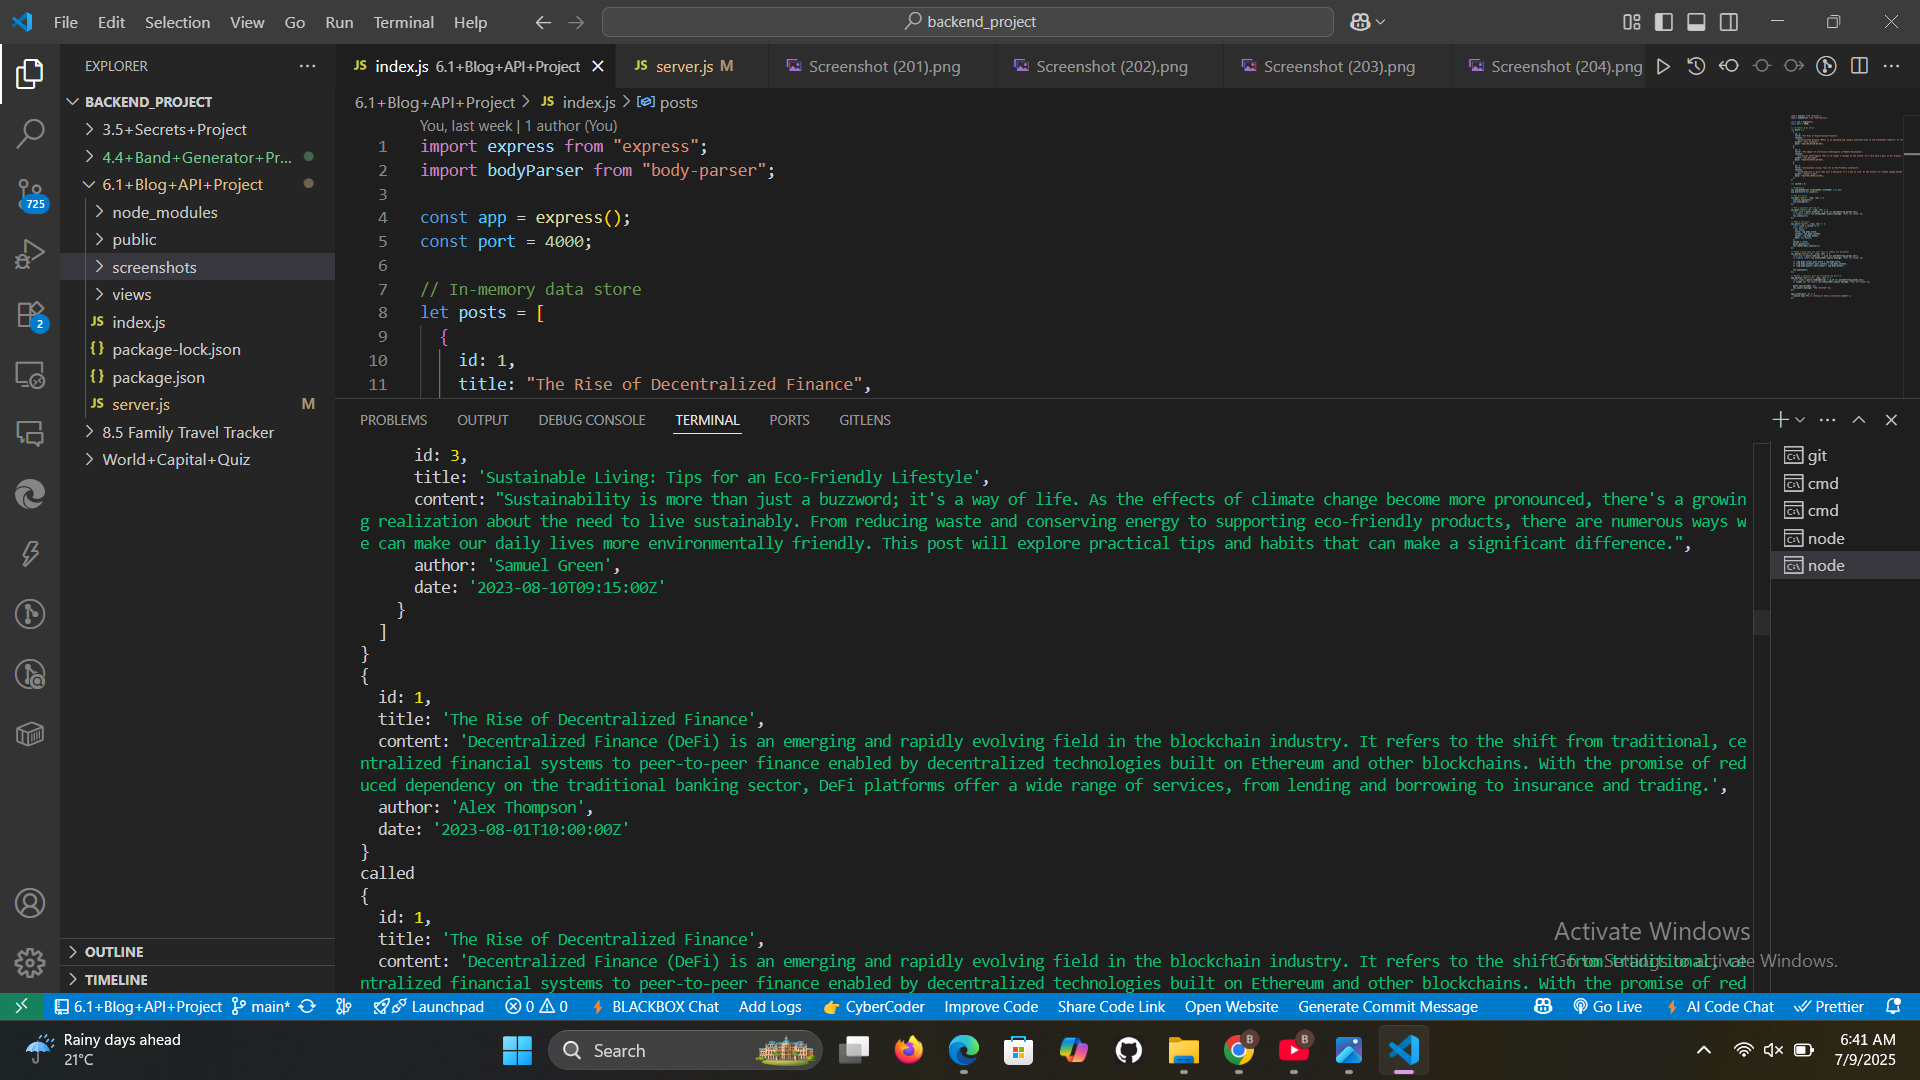 File Edit Selection View Go Run Terminal Help
backend_project
EXPLORER
BACKEND_PROJECT
3.5+Secrets+Project
4.4+Band+Generator+Pr...
6.1+Blog+API+Project
node_modules
public
screenshots
views
JS index.js
{} package-lock.json
{} package.json
JS server.js M
8.5 Family Travel Tracker
World+Capital+Quiz
OUTLINE
TIMELINE
725
2
JS index.js 6.1+Blog+API+Project
JS server.js M
Screenshot (201).png
Screenshot (202).png
Screenshot (203).png
Screenshot (204).png
6.1+Blog+API+Project > JS index.js > posts
You, last week | 1 author (You)
1 import express from "express";
2 import bodyParser from "body-parser";
3
4 const app = express();
5 const port = 4000;
6
7 // In-memory data store
8 let posts = [
9 {
10 id: 1,
11 title: "The Rise of Decentralized Finance",
PROBLEMS OUTPUT DEBUG CONSOLE TERMINAL PORTS GITLENS
id: 3,
title: 'Sustainable Living: Tips for an Eco-Friendly Lifestyle',
content: "Sustainability is more than just a buzzword; it's a way of life. As the effects of climate change become more pronounced, there's a growin
g realization about the need to live sustainably. From reducing waste and conserving energy to supporting eco-friendly products, there are numerous ways w
e can make our daily lives more environmentally friendly. This post will explore practical tips and habits that can make a significant difference.",
author: 'Samuel Green',
date: '2023-08-10T09:15:00Z'
}
]
}
{
id: 1,
title: 'The Rise of Decentralized Finance',
content: 'Decentralized Finance (DeFi) is an emerging and rapidly evolving field in the blockchain industry. It refers to the shift from traditional, ce
ntralized financial systems to peer-to-peer finance enabled by decentralized technologies built on Ethereum and other blockchains. With the promise of red
uced dependency on the traditional banking sector, DeFi platforms offer a wide range of services, from lending and borrowing to insurance and trading.',
author: 'Alex Thompson',
date: '2023-08-01T10:00:00Z'
}
called
{
id: 1,
title: 'The Rise of Decentralized Finance',
content: 'Decentralized Finance (DeFi) is an emerging and rapidly evolving field in the blockchain industry. It refers to the shift from traditional, ce
ntralized financial systems to peer-to-peer finance enabled by decentralized technologies built on Ethereum and other blockchains. With the promise of red
git
cmd
cmd
node
node
Activate Windows
Go to Settings to activate Windows.
6.1+Blog+API+Project main* Launchpad 0 0 BLACKBOX Chat Add Logs CyberCoder Improve Code Share Code Link Open Website Generate Commit Message Go Live AI Code Chat Prettier
Rainy days ahead
21°C
Search
B
B
6:41 AM
7/9/2025